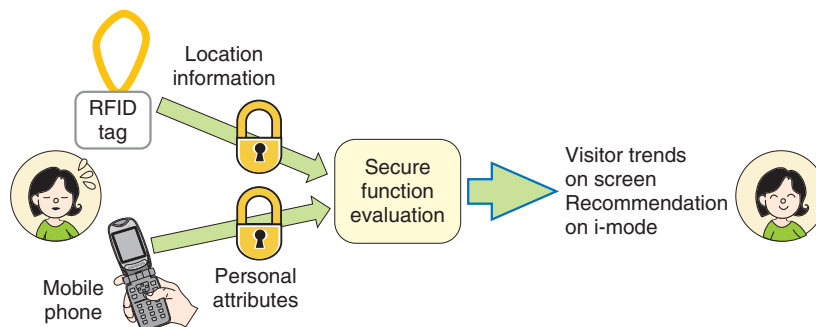 Location
information
RFID
tag
Secure
function
evaluation
Visitor trends
on screen
Recommendation
on i-mode
Mobile
phone
Personal
attributes